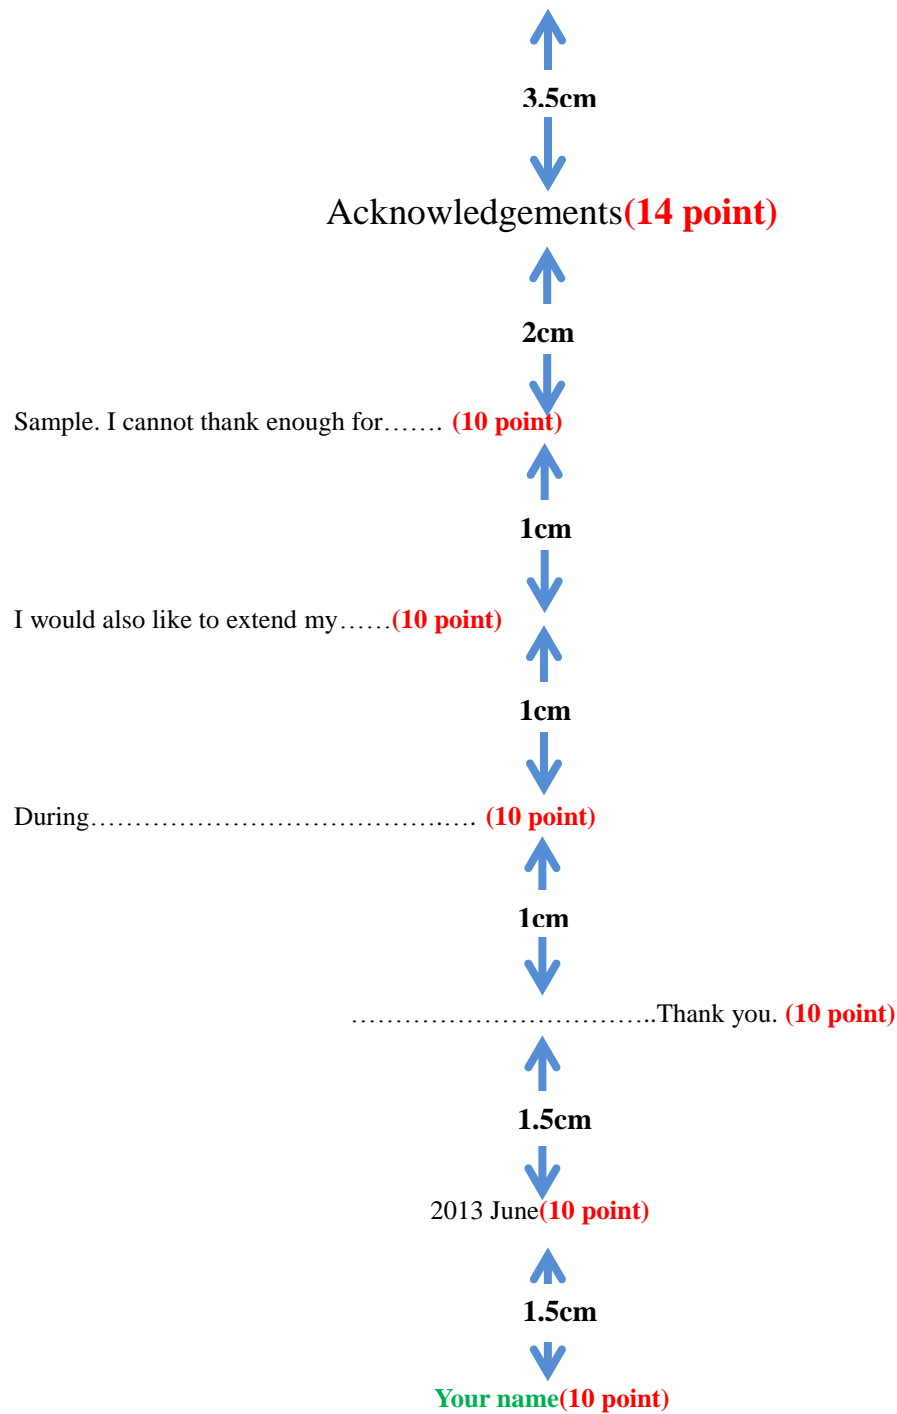 3.5cm
Acknowledgements(14 point)
2cm
Sample. I cannot thank enough for……. (10 point)
1cm
I would also like to extend my……(10 point)
1cm
During………………………………….…. (10 point)
1cm
……………………………..Thank you. (10 point)
1.5cm
2013 June(10 point)
1.5cm
Your name(10 point)